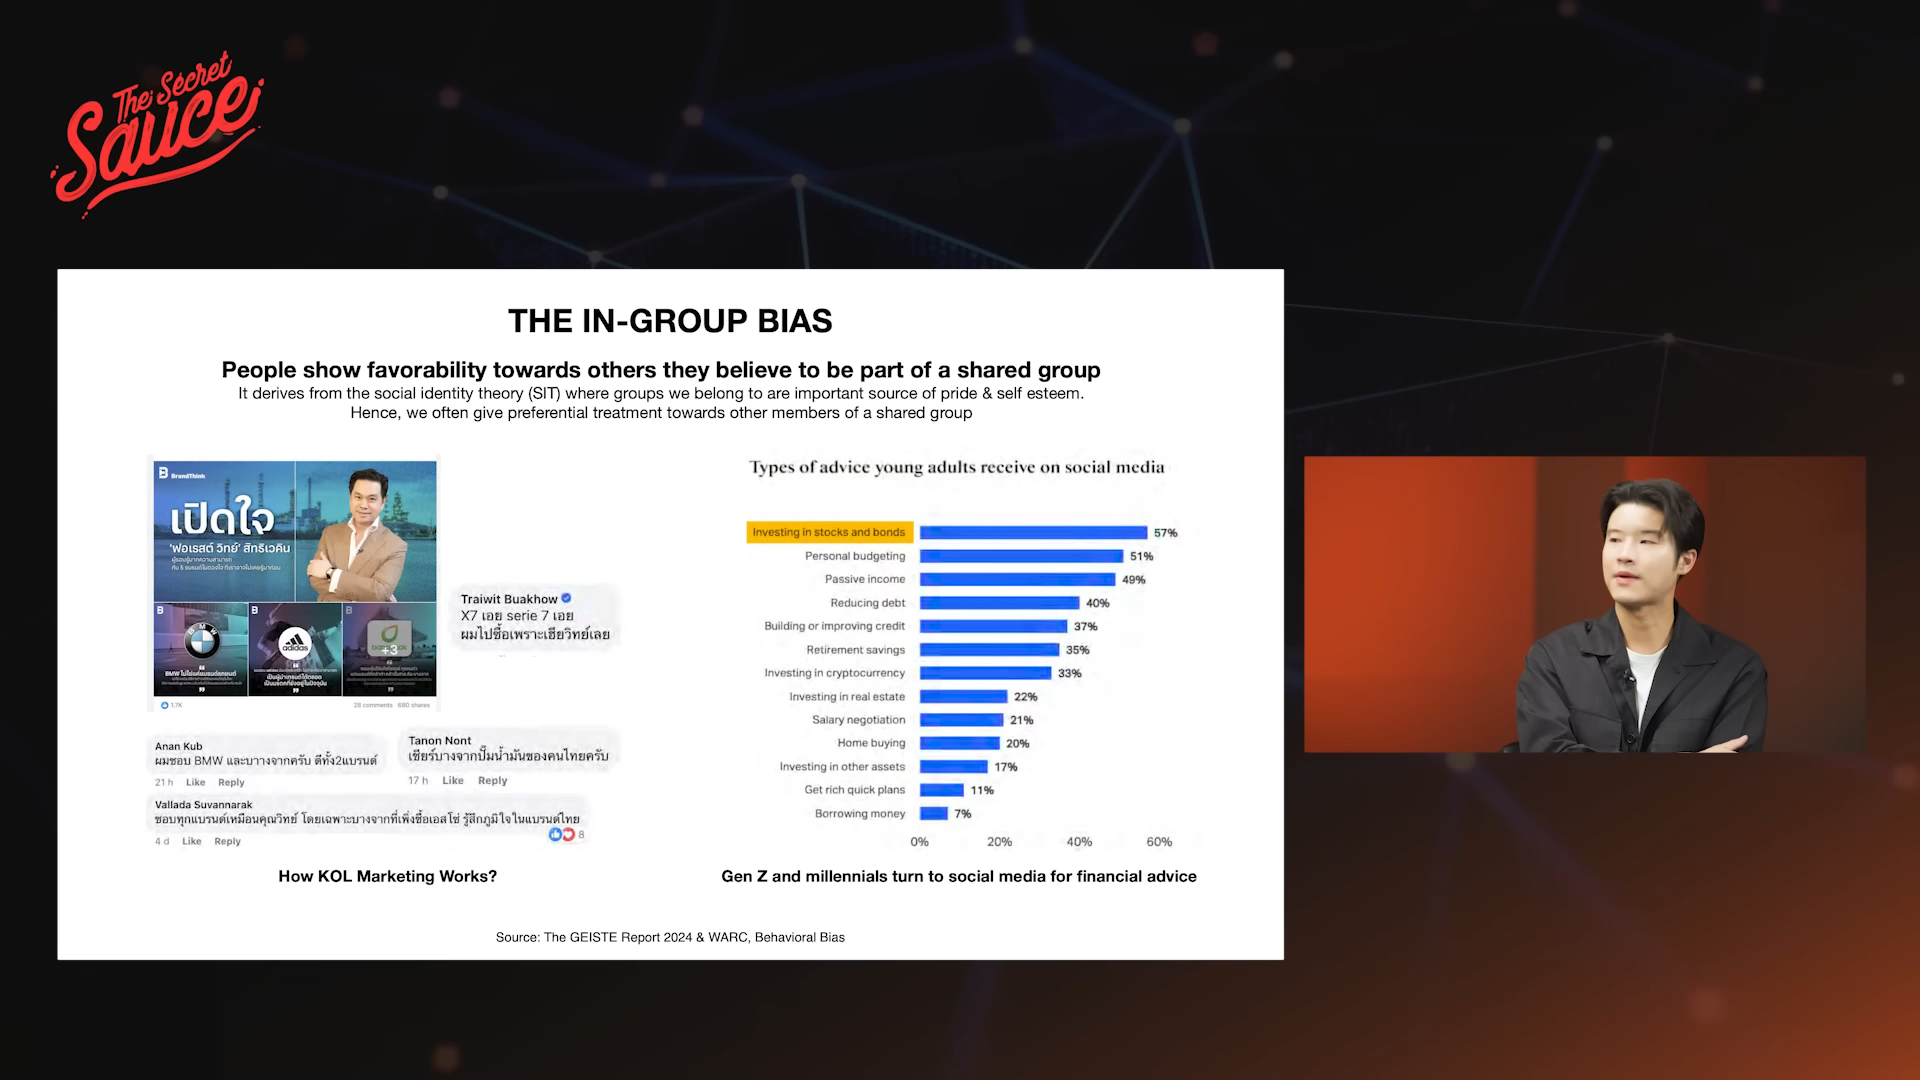 The Secret
Sauce
THE IN-GROUP BIAS
People show favorability towards others they believe to be part of a shared group
It derives from the social identity theory (SIT) where groups we belong to are important source of pride & self esteem.
Hence, we often give preferential treatment towards other members of a shared group
BrandThink
เปิดใจ
'ฟอเรสต์ วิทย์' สิทธิเวคิน
BMW
adidas
+3
1.7K
28 comments 680 shares
Traiwit Buakhow
X7 เอย serie 7 เอย
ผมไปซื้อเพราะเฮียวิทย์เลย
Anan Kub
ผมชอบ BMW และบาางจากครับ ดีทั้ง2แบรนด์
21 h Like Reply
Tanon Nont
เชียร์บางจากปั๊มน้ำมันของคนไทยครับ
17 h Like Reply
Vallada Suvannarak
ชอบทุกแบรนด์เหมือนคุณวิทย์ โดยเฉพาะบางจากที่เพิ่งซื้อเอสโซ่ รู้สึกภูมิใจในแบรนด์ไทย
8
4 d Like Reply
How KOL Marketing Works?
Types of advice young adults receive on social media
Investing in stocks and bonds 57%
Personal budgeting 51%
Passive income 49%
Reducing debt 40%
Building or improving credit 37%
Retirement savings 35%
Investing in cryptocurrency 33%
Investing in real estate 22%
Salary negotiation 21%
Home buying 20%
Investing in other assets 17%
Get rich quick plans 11%
Borrowing money 7%
0% 20% 40% 60%
Gen Z and millennials turn to social media for financial advice
Source: The GEISTE Report 2024 & WARC, Behavioral Bias